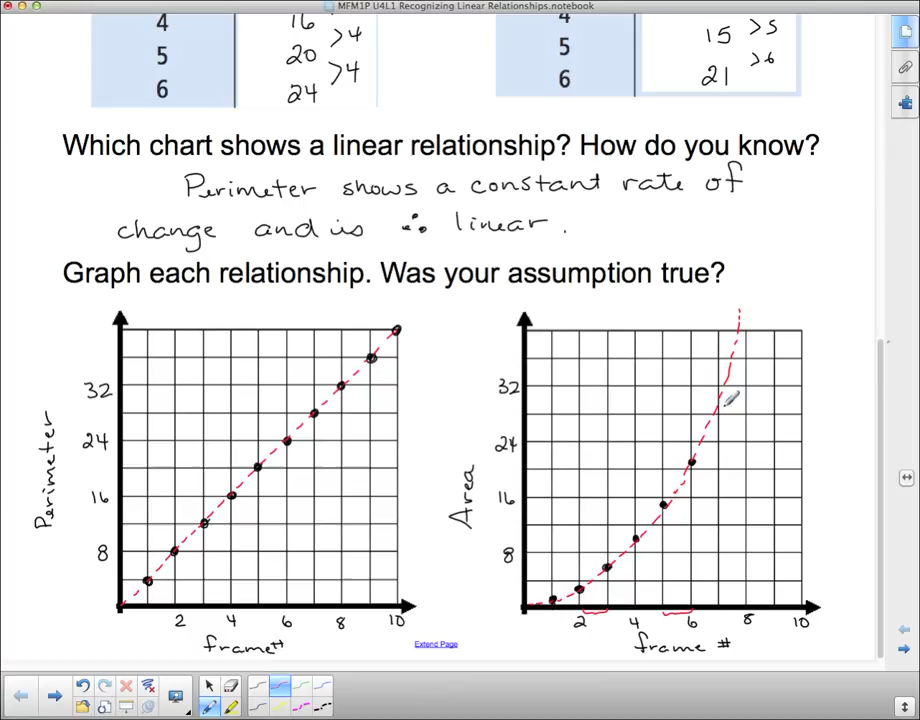 MFM1P U4L1 Recognizing Linear Relationships.notebook
4 16
>4
5 20
>4
6 24
4
5 15 >5
>6
6 21
Which chart shows a linear relationship? How do you know?
Perimeter shows a constant rate of
change and is ∴ linear.
Graph each relationship. Was your assumption true?
Perimeter
32
24
16
8
2 4 6 8 10
frame#
Area
32
24
16
8
2 4 6 8 10
frame #
Extend Page